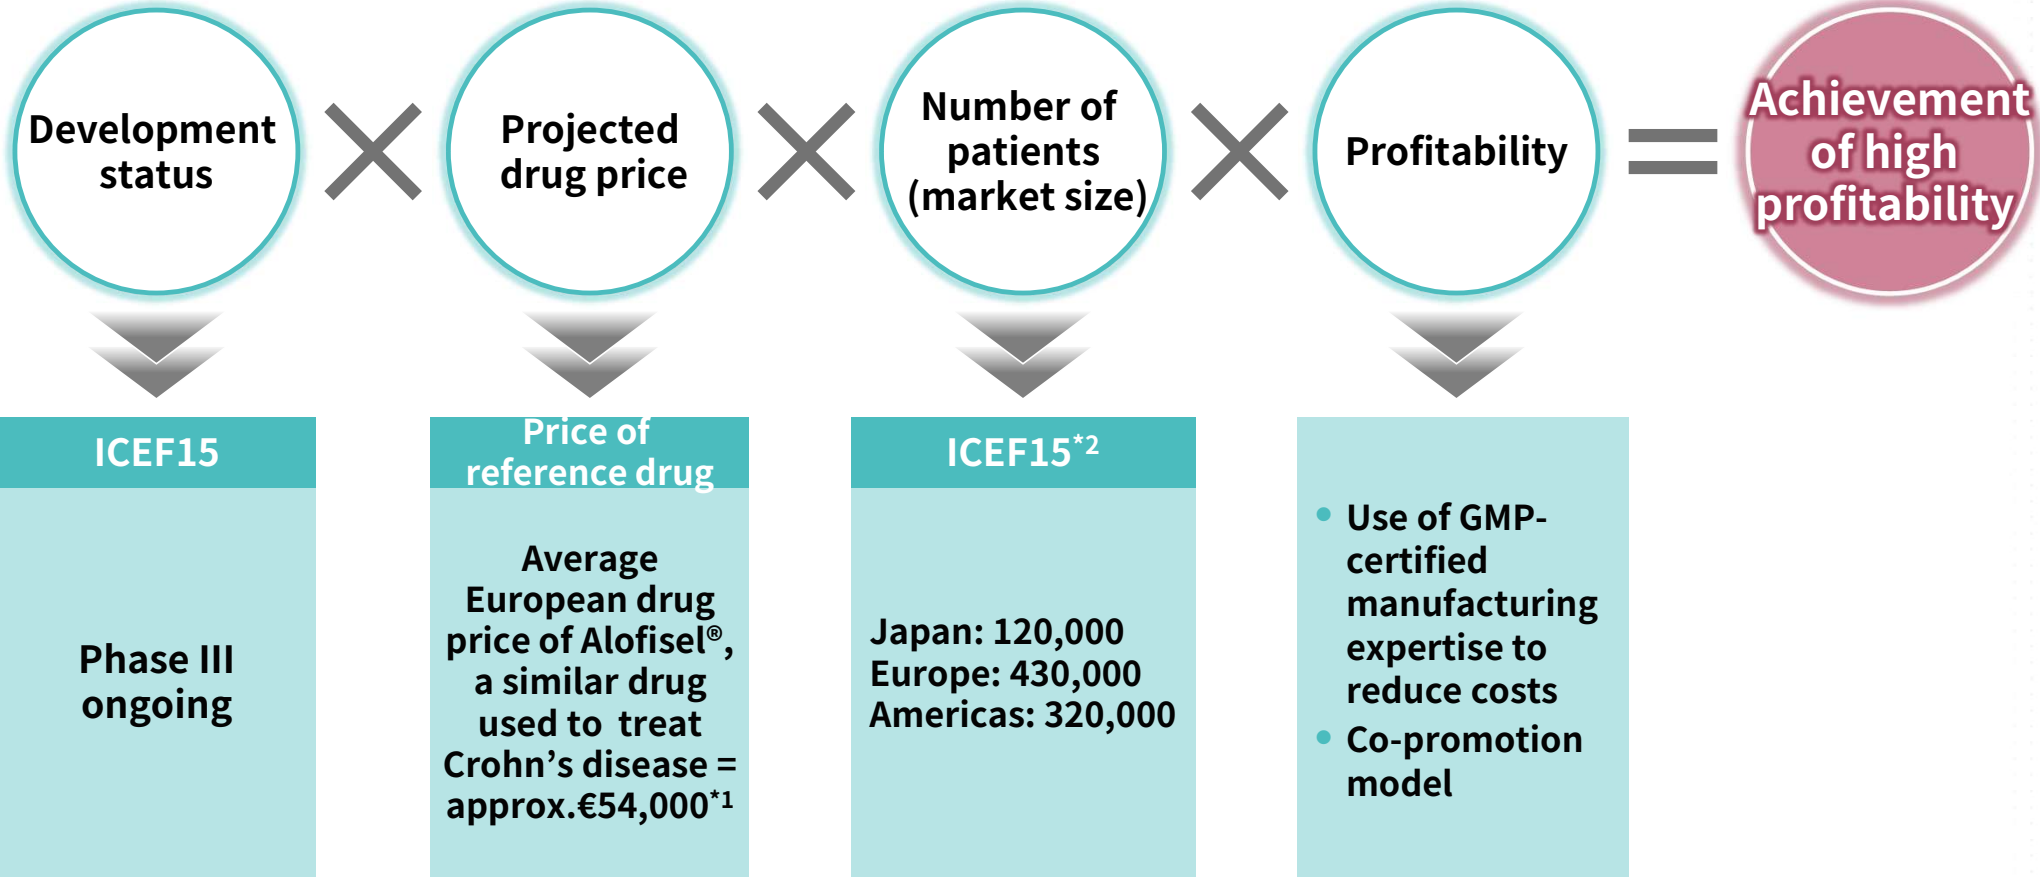 Development
status
Projected
drug price
Number of
patients
(market size)
Profitability
Achievement
of high
profitability
ICEF15
Phase III
ongoing
Price of
reference drug
Average
European drug
price of Alofisel®,
a similar drug
used to treat
Crohn’s disease =
approx.€54,000*1
ICEF15*2
Japan: 120,000
Europe: 430,000
Americas: 320,000
• Use of GMP-
certified
manufacturing
expertise to
reduce costs
• Co-promotion
model